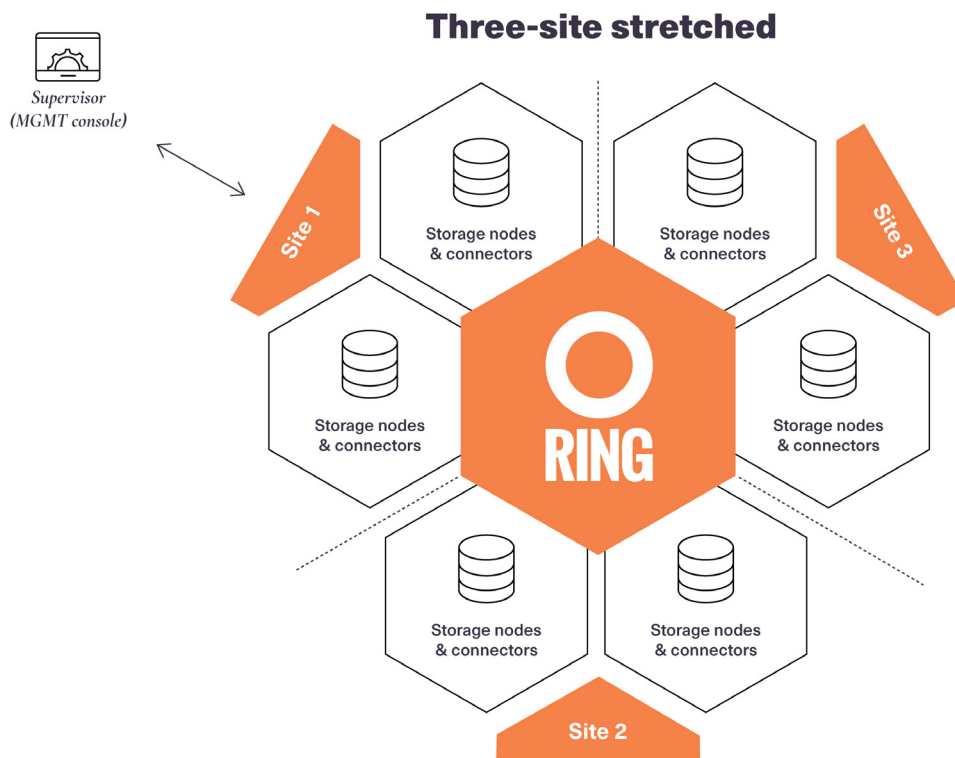 Three-site stretched
Supervisor
(MGMT console)
Site 1
Storage nodes
& connectors
Storage nodes
& connectors
Site 3
Storage nodes
& connectors
RING
Storage nodes
& connectors
Storage nodes
& connectors
Storage nodes
& connectors
Site 2